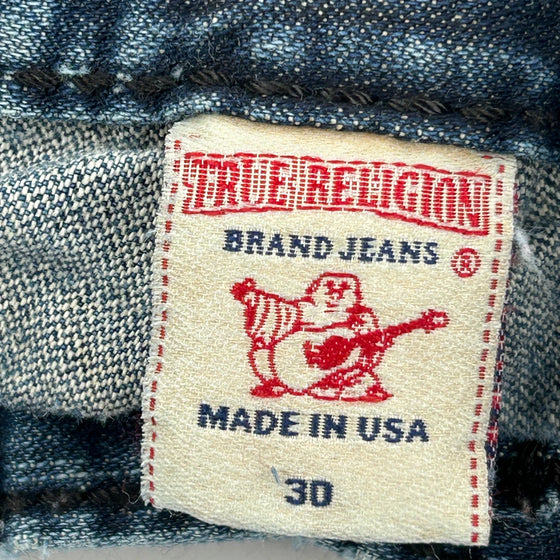 TRUE RELIGION
BRAND JEANS ®
MADE IN USA
30